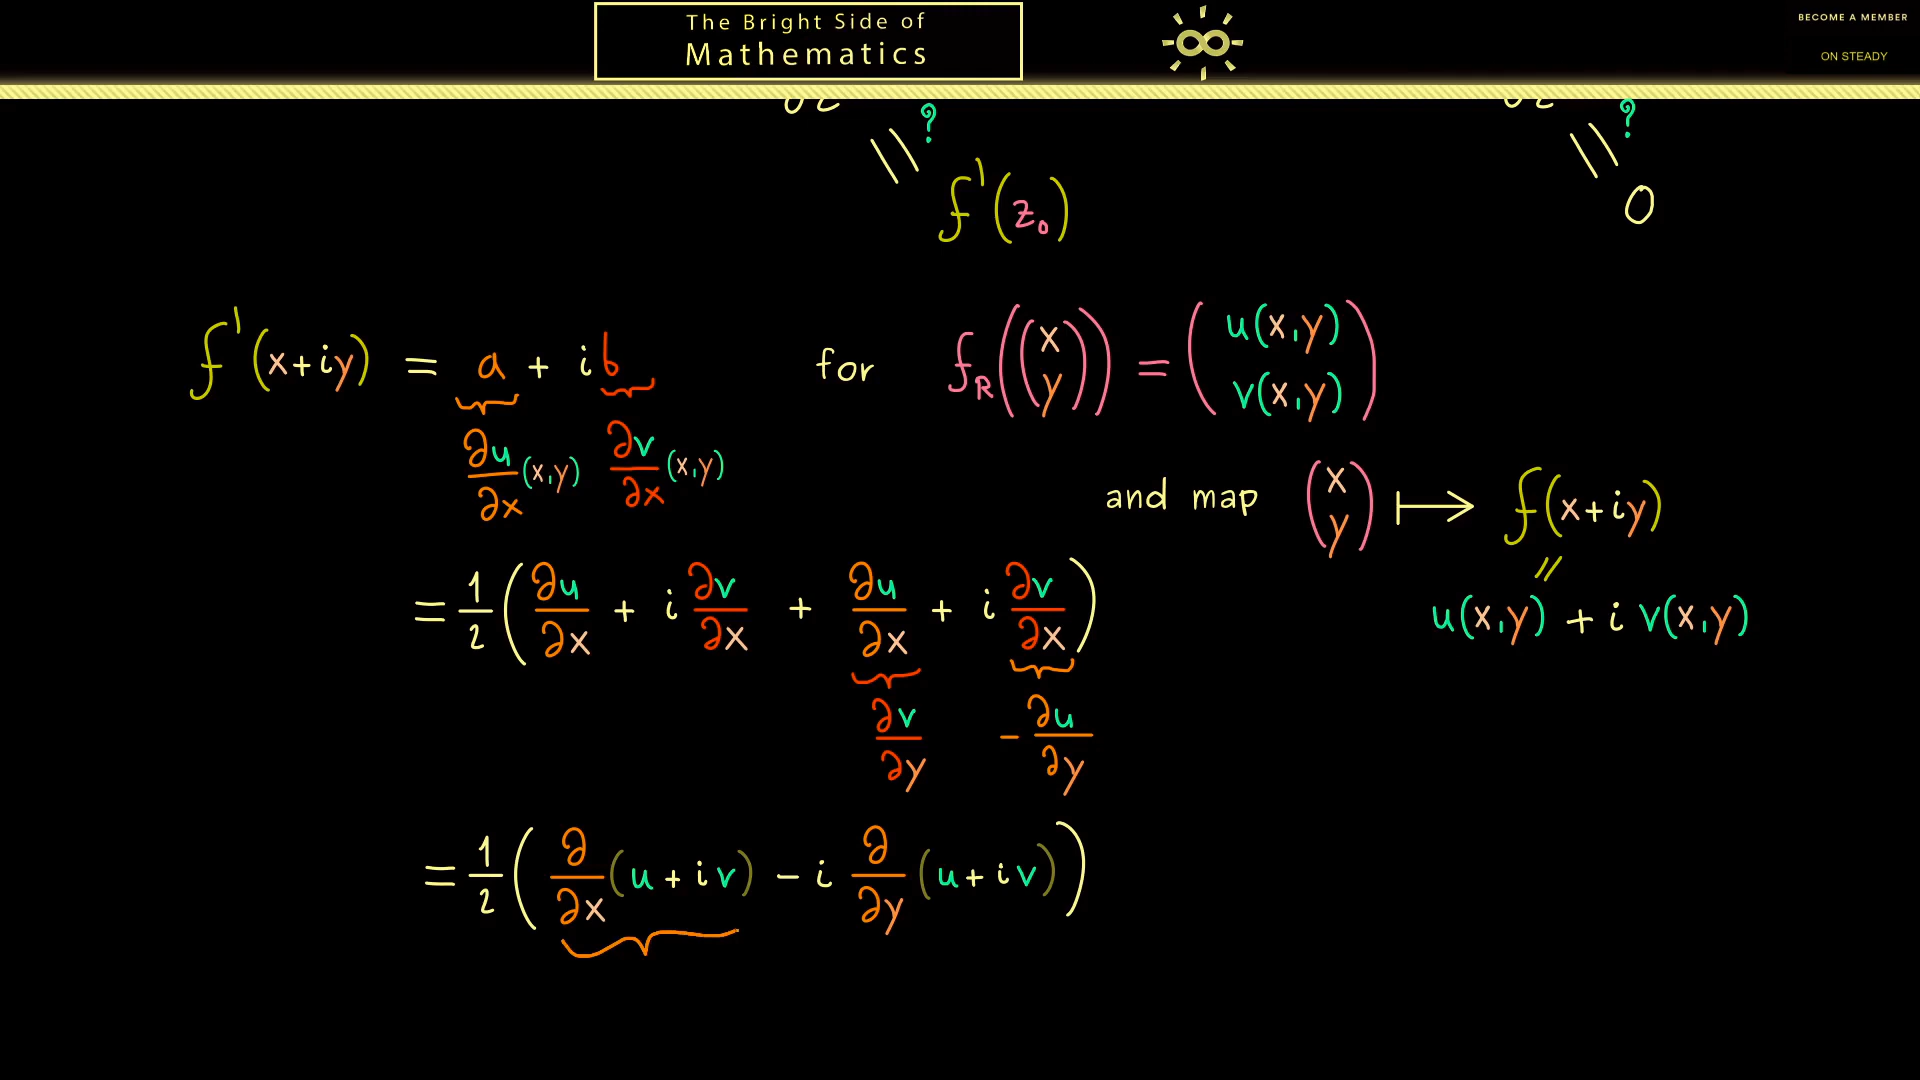 The Bright Side of
Mathematics
BECOME A MEMBER
ON STEADY
? ?
f'(z₀) 0
f'(x+iy) = a + ib for f_R((x y)) = (u(x,y) v(x,y))
∂u/∂x (x,y) ∂v/∂x (x,y)
and map (x y) ↦ f(x+iy)
= 1/2 (∂u/∂x + i ∂v/∂x + ∂u/∂x + i ∂v/∂x)
= u(x,y) + i v(x,y)
∂v/∂y - ∂u/∂y
= 1/2 (∂/∂x (u + iv) - i ∂/∂y (u + iv))